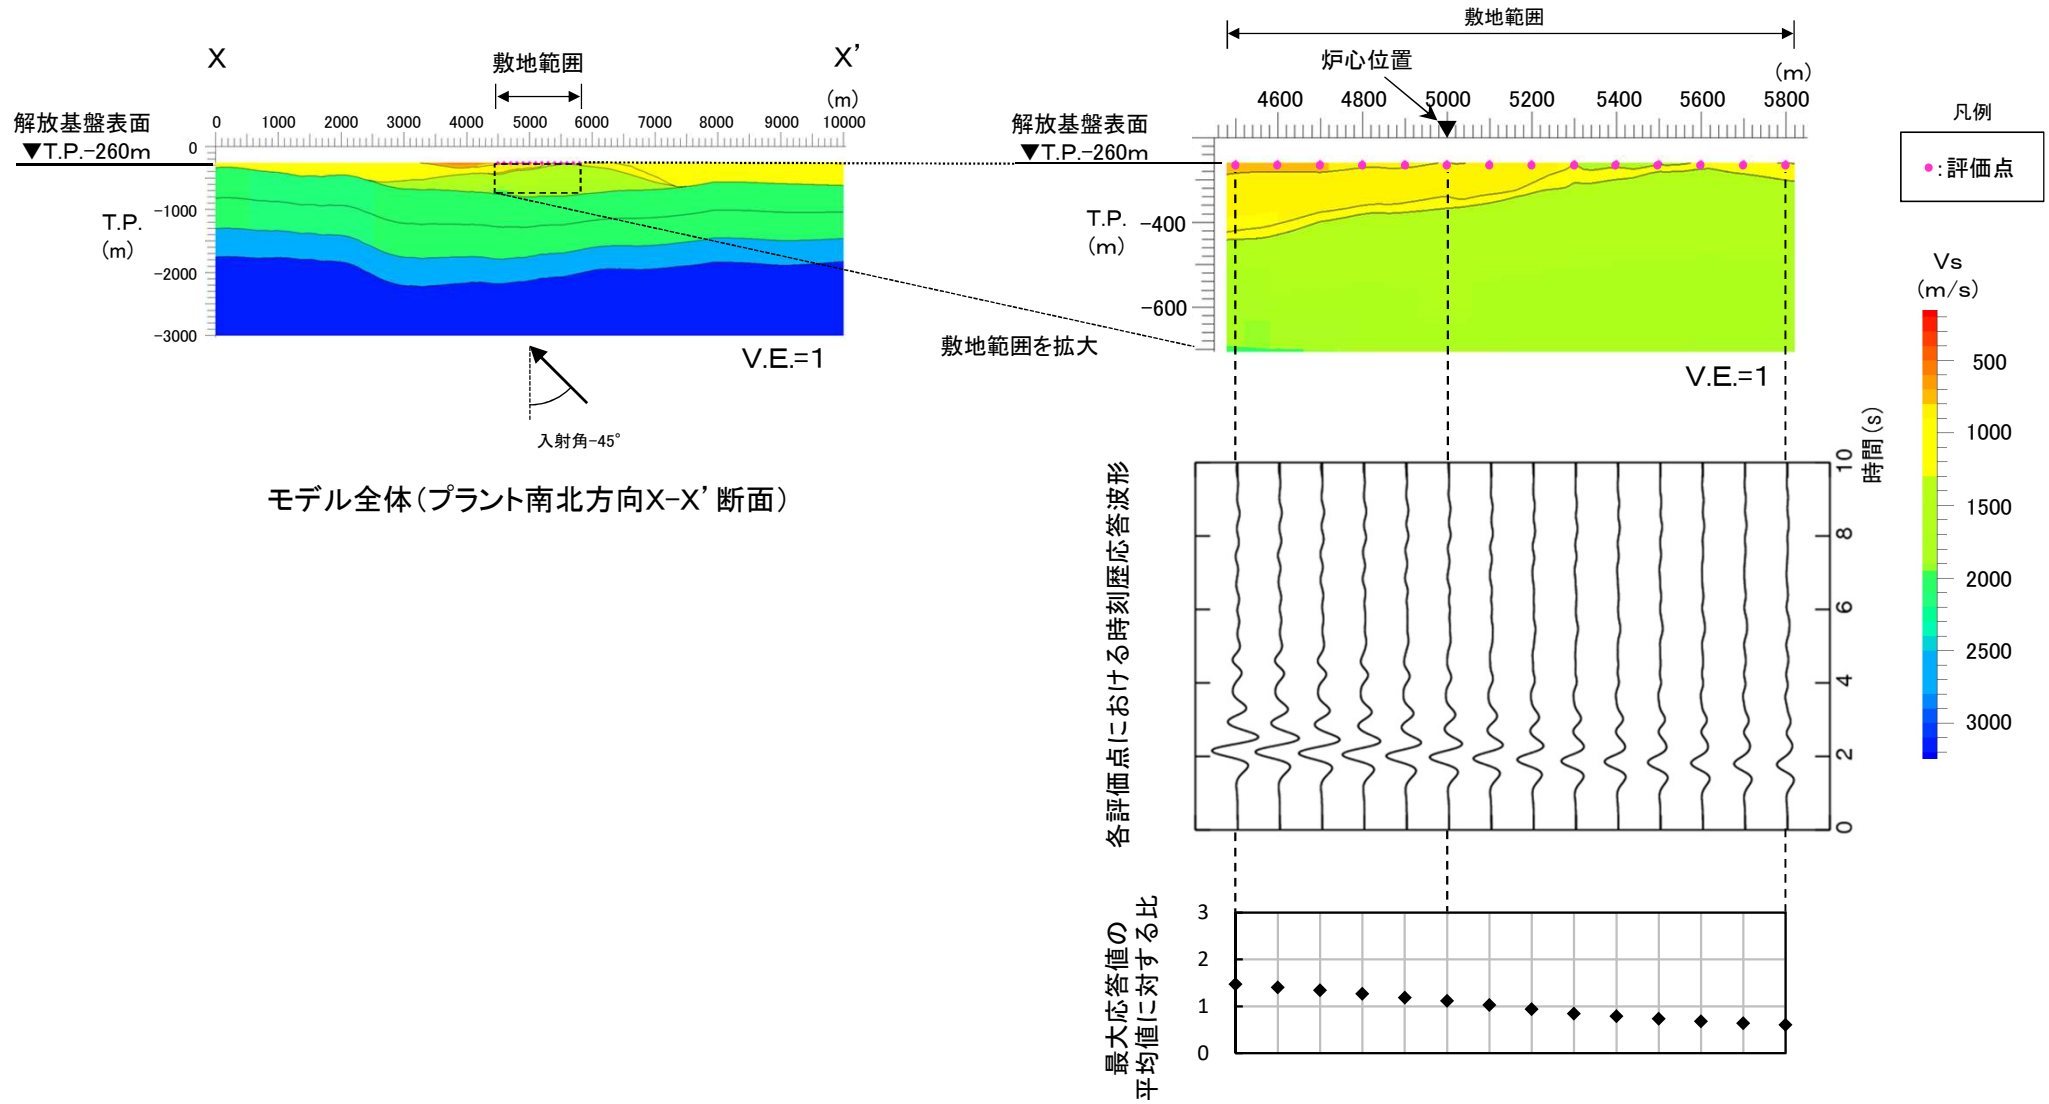 X
X’
敷地範囲
(m)
0 1000 2000 3000 4000 5000 6000 7000 8000 9000 10000
解放基盤表面
▼T.P.-260m
0
-1000
-2000
-3000
T.P.
(m)
V.E.=1
入射角-45°
モデル全体(プラント南北方向X-X’断面)
敷地範囲を拡大
敷地範囲
炉心位置
(m)
4600 4800 5000 5200 5400 5600 5800
解放基盤表面
▼T.P.-260m
T.P.
(m)
-400
-600
V.E.=1
凡例
●:評価点
Vs
(m/s)
500
1000
1500
2000
2500
3000
各評価点における時刻歴応答波形
時間(s)
10
8
6
4
2
0
最大応答値の
平均値に対する比
3
2
1
0